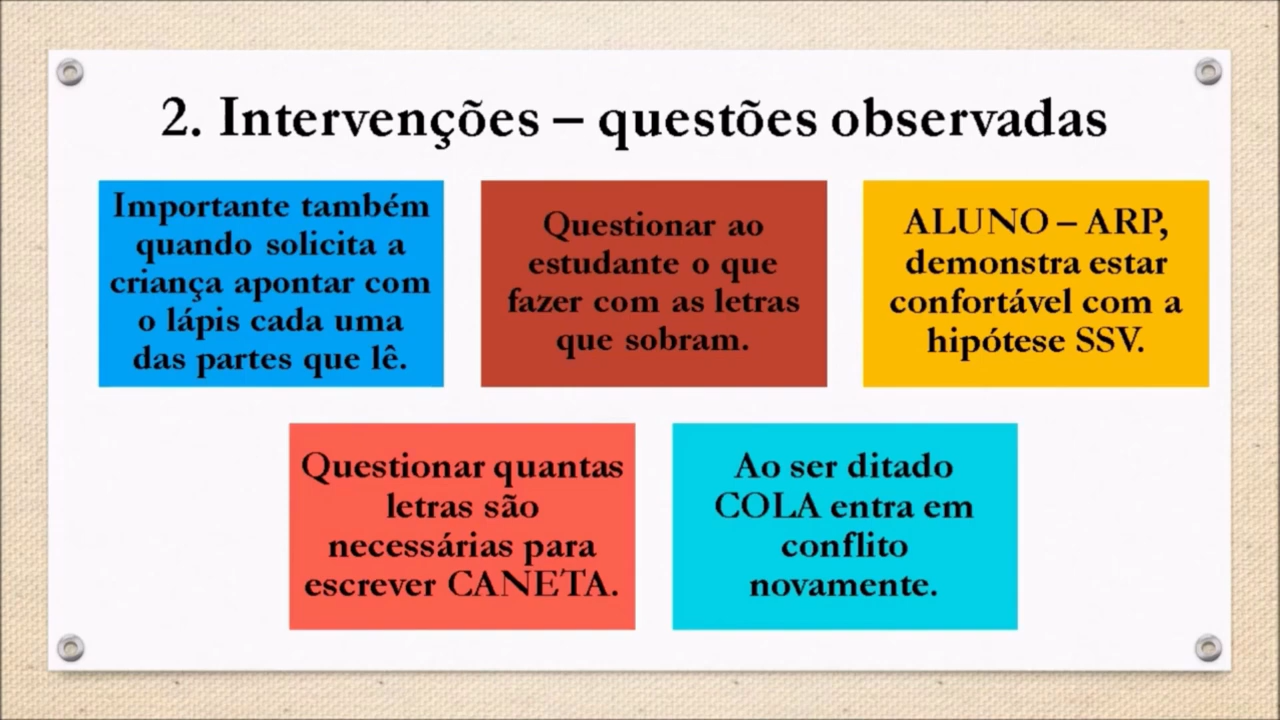 2. Intervenções – questões observadas
Importante também
quando solicita a
criança apontar com
o lápis cada uma
das partes que lê.
Questionar ao
estudante o que
fazer com as letras
que sobram.
ALUNO – ARP,
demonstra estar
confortável com a
hipótese SSV.
Questionar quantas
letras são
necessárias para
escrever CANETA.
Ao ser ditado
COLA entra em
conflito
novamente.